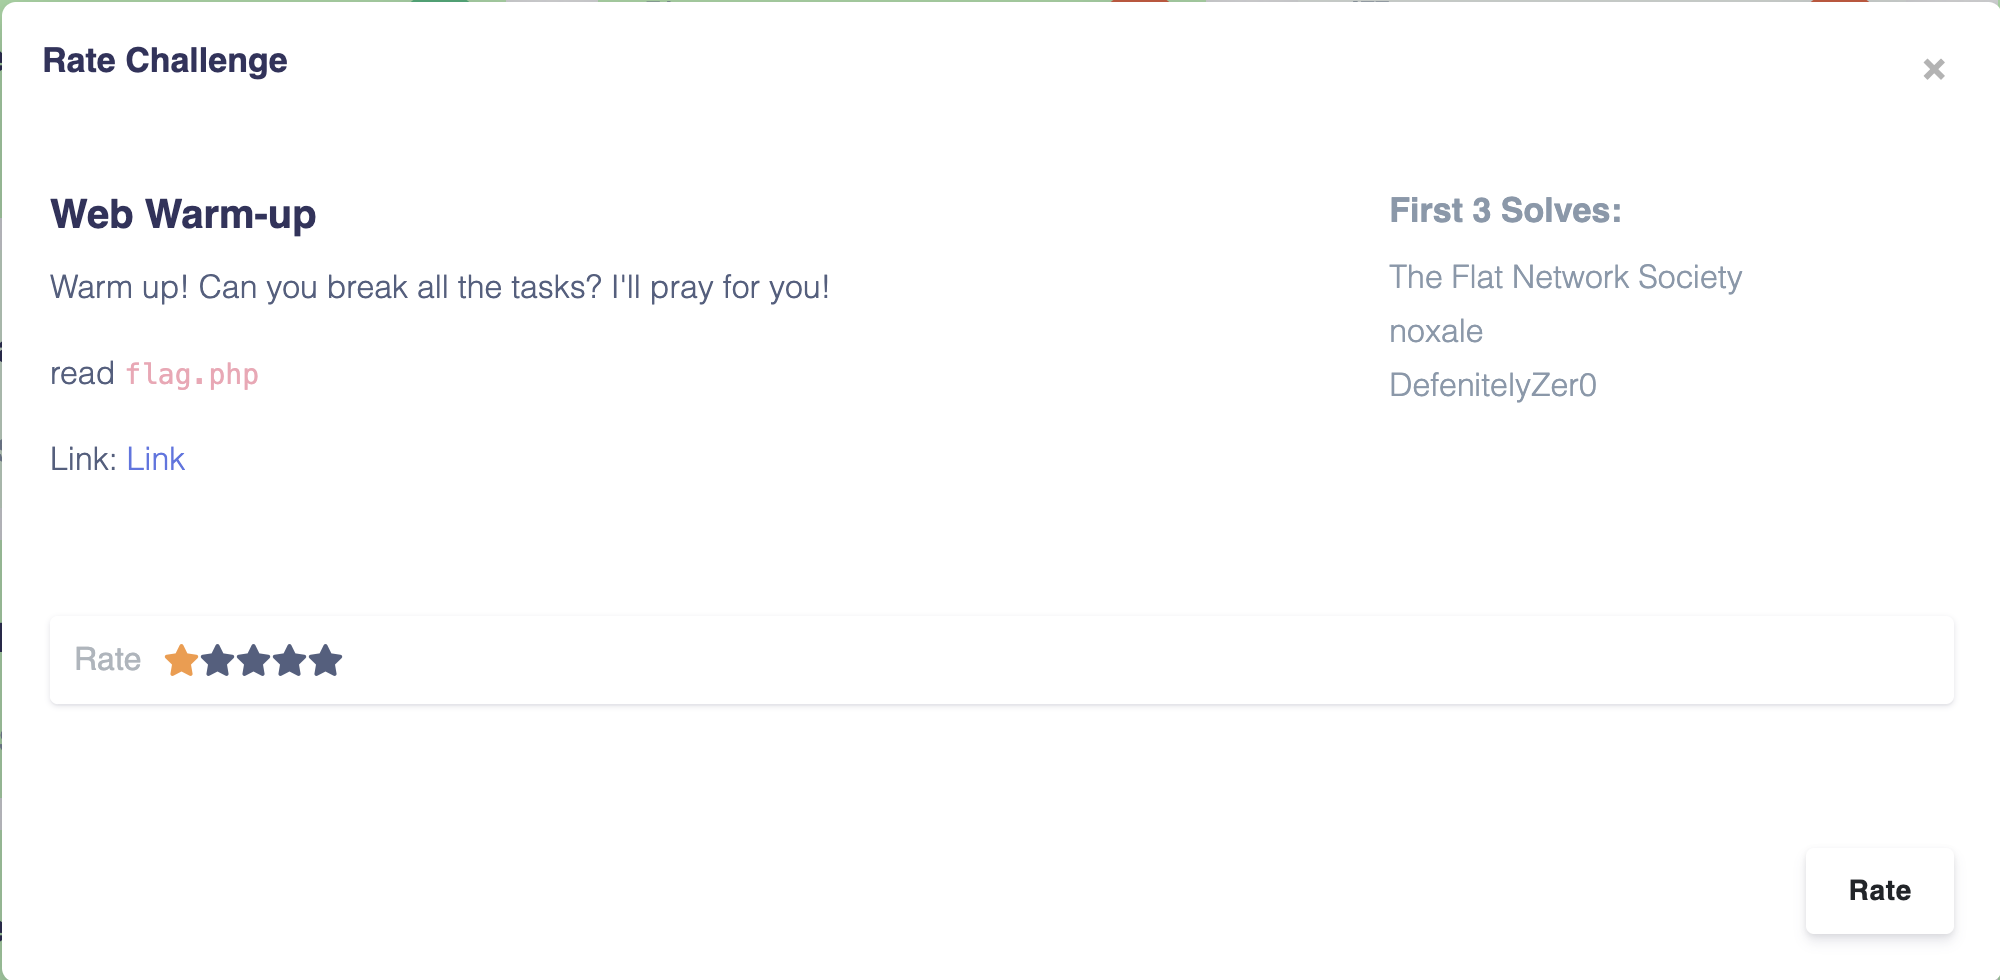 Rate Challenge
×
Web Warm-up
Warm up! Can you break all the tasks? I'll pray for you!
read flag.php
Link: Link
First 3 Solves:
The Flat Network Society
noxale
DefenitelyZer0
Rate
Rate